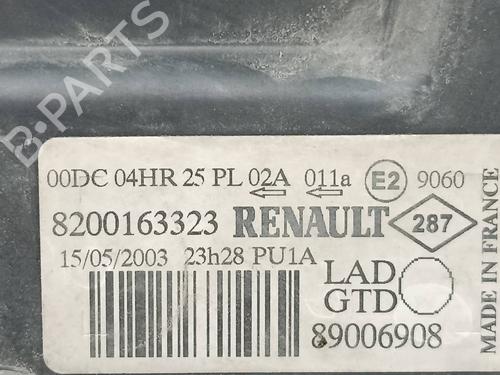 B-PARTS
00DC 04HR 25 PL 02A 011a E2 9060
8200163323 RENAULT 287
15/05/2003 23h28 PU1A
LAD
GTD
89006908
MADE IN FRANCE